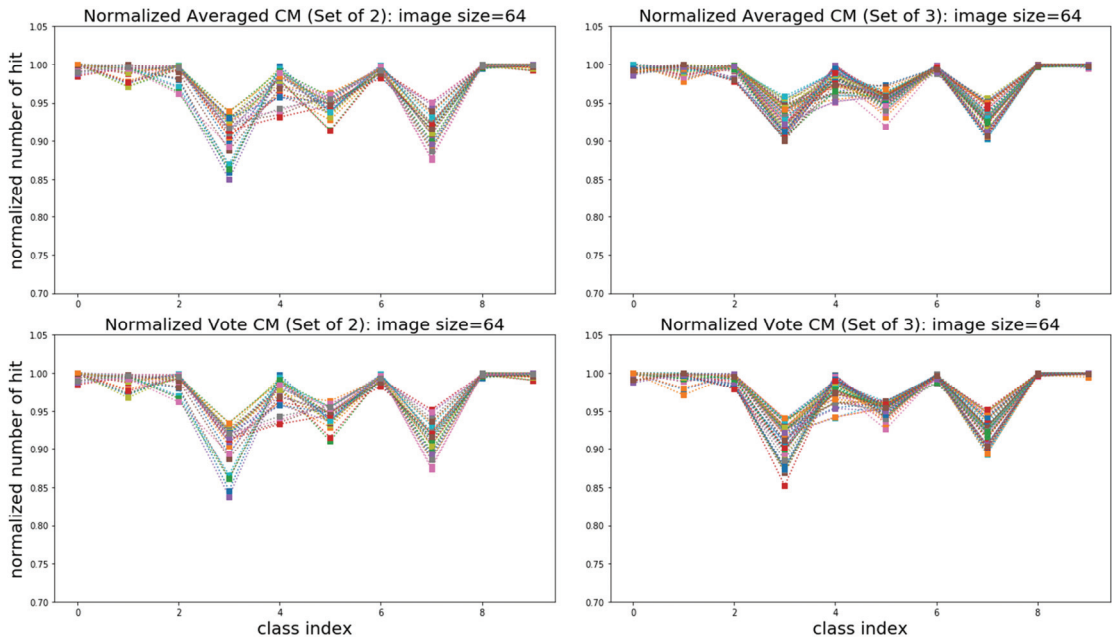 Normalized Averaged CM (Set of 2): image size=64
normalized number of hit
1.05
1.00
0.95
0.90
0.85
0.80
0.75
0.70
0 2 4 6 8
Normalized Averaged CM (Set of 3): image size=64
1.05
1.00
0.95
0.90
0.85
0.80
0.75
0.70
0 2 4 6 8
Normalized Vote CM (Set of 2): image size=64
normalized number of hit
1.05
1.00
0.95
0.90
0.85
0.80
0.75
0.70
0 2 4 6 8
class index
Normalized Vote CM (Set of 3): image size=64
1.05
1.00
0.95
0.90
0.85
0.80
0.75
0.70
0 2 4 6 8
class index